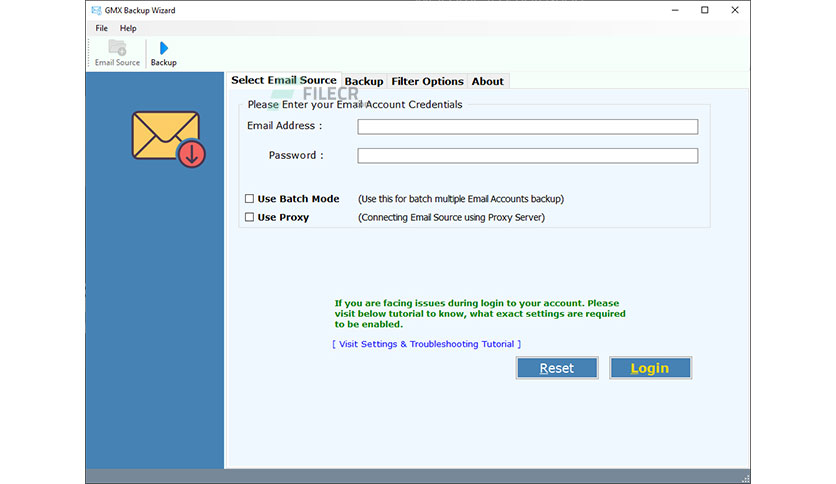 GMX Backup Wizard
File Help
Email Source Backup
Select Email Source Backup Filter Options About
FILECR
Please Enter your Email Account Credentials
Email Address :
Password :
Use Batch Mode (Use this for batch multiple Email Accounts backup)
Use Proxy (Connecting Email Source using Proxy Server)
If you are facing issues during login to your account. Please
visit below tutorial to know, what exact settings are required
to be enabled.
[ Visit Settings & Troubleshooting Tutorial ]
Reset Login